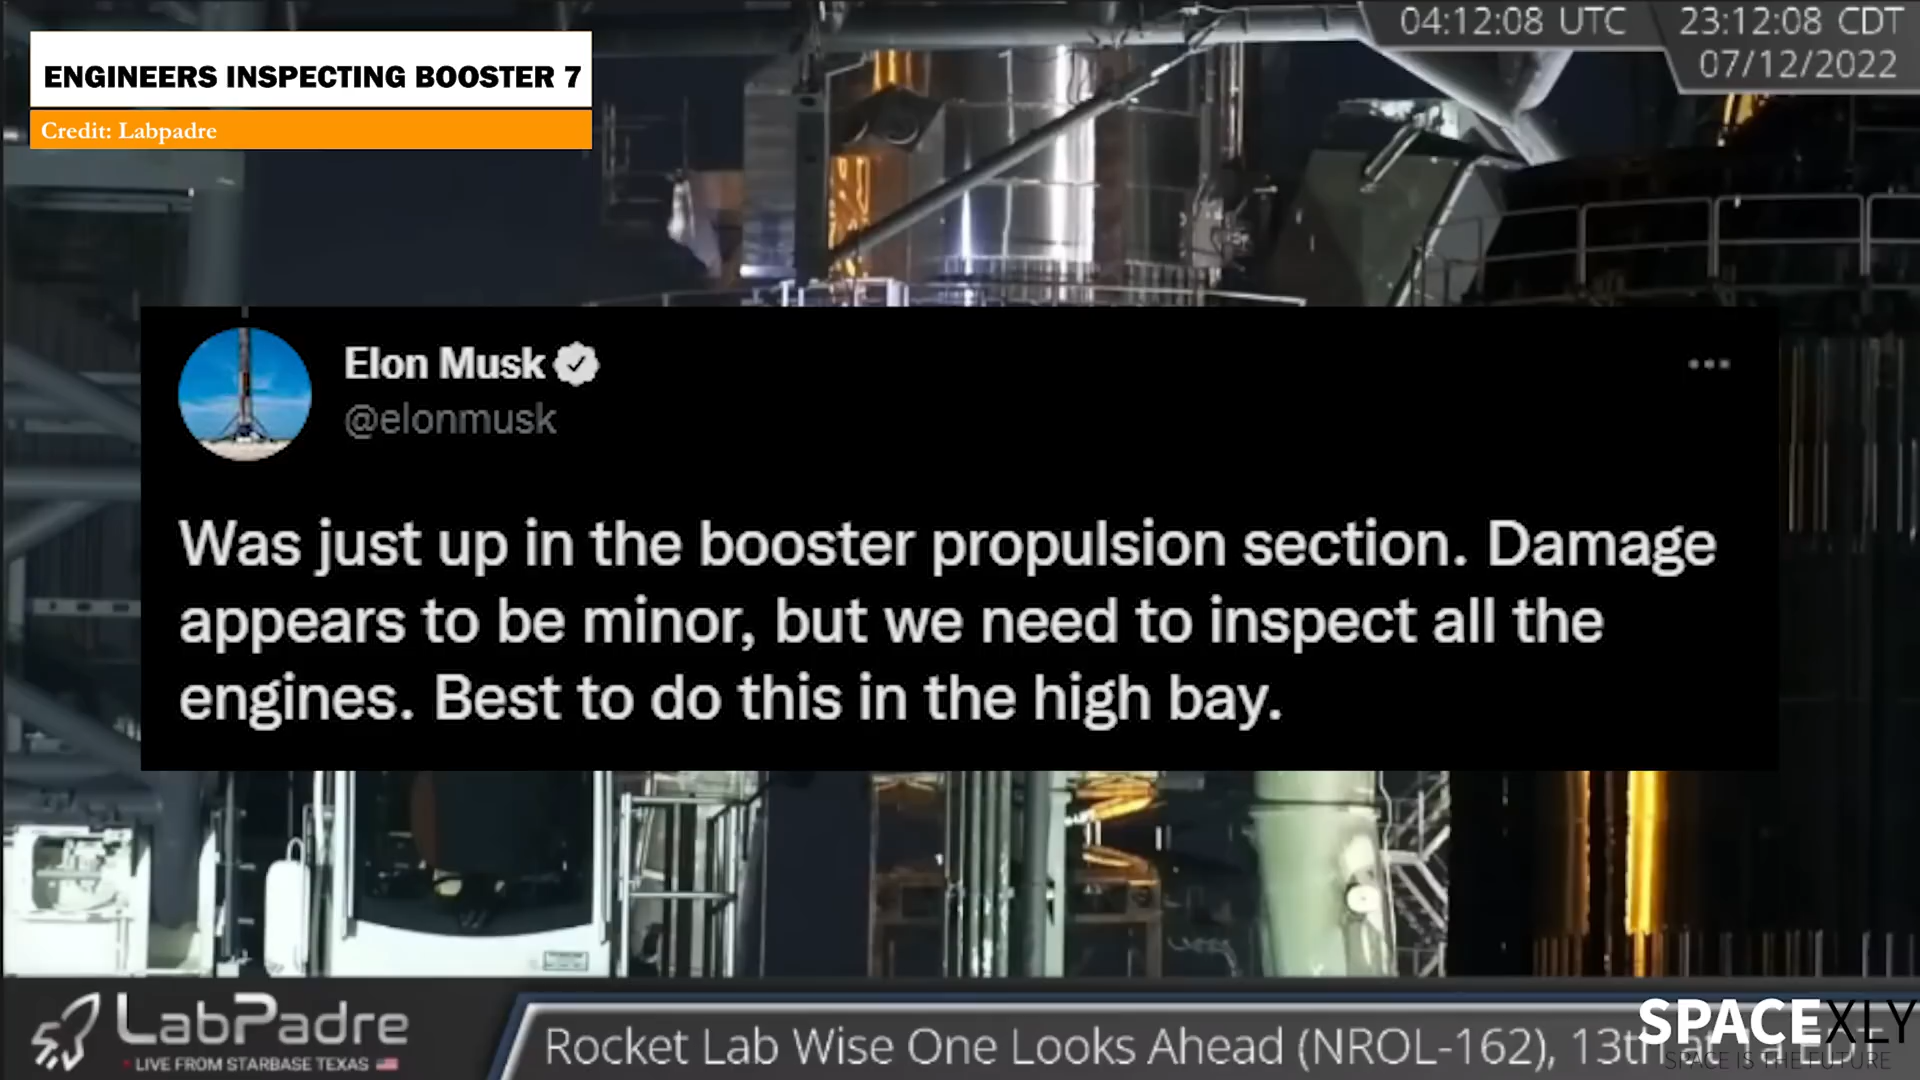 04:12:08 UTC
23:12:08 CDT
07/12/2022
ENGINEERS INSPECTING BOOSTER 7
Credit: Labpadre
Elon Musk
@elonmusk
Was just up in the booster propulsion section. Damage
appears to be minor, but we need to inspect all the
engines. Best to do this in the high bay.
LabPadre
LIVE FROM STARBASE TEXAS
Rocket Lab Wise One Looks Ahead (NROL-162), 13th
SPACEXLY
SPACE IS THE FUTURE